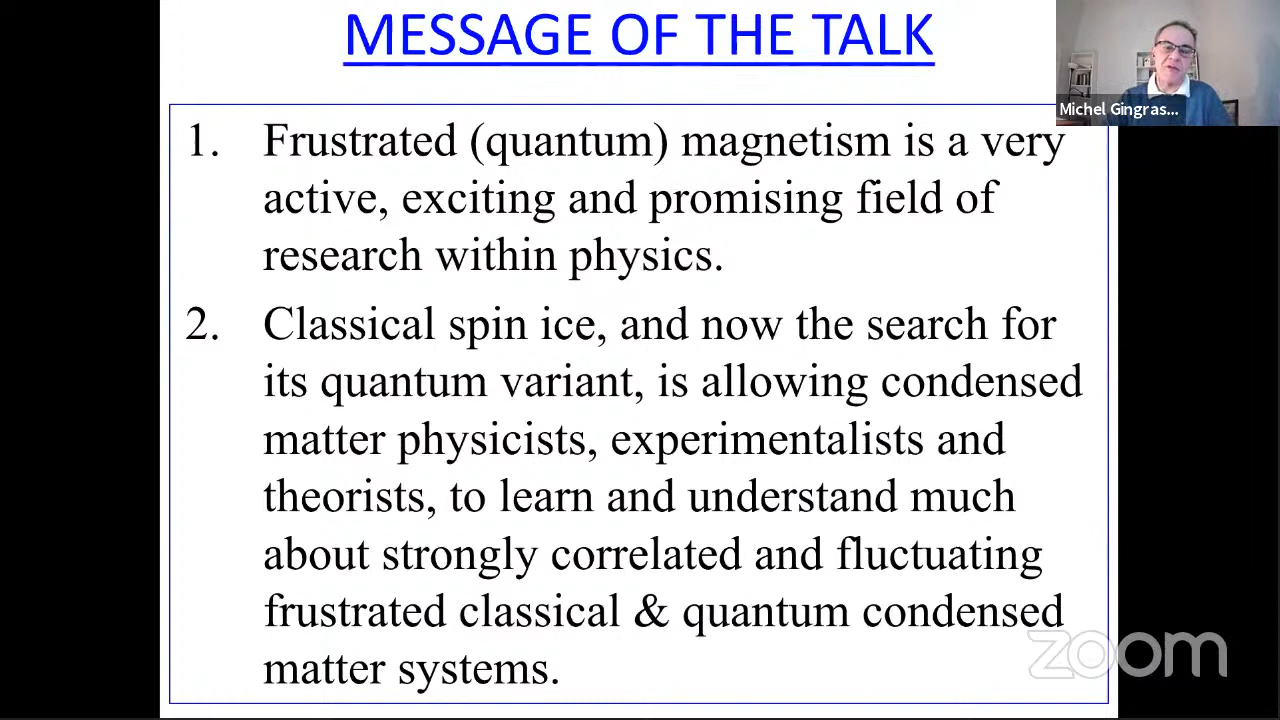 MESSAGE OF THE TALK
Michel Gingras...
1. Frustrated (quantum) magnetism is a very
active, exciting and promising field of
research within physics.
2. Classical spin ice, and now the search for
its quantum variant, is allowing condensed
matter physicists, experimentalists and
theorists, to learn and understand much
about strongly correlated and fluctuating
frustrated classical & quantum condensed
matter systems.
zoom